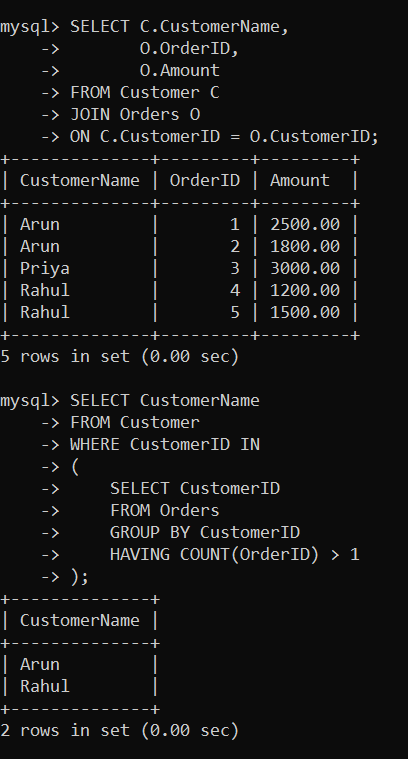 mysql> SELECT C.CustomerName,
    ->        O.OrderID,
    ->        O.Amount
    -> FROM Customer C
    -> JOIN Orders O
    -> ON C.CustomerID = O.CustomerID;
+--------------+---------+---------+
| CustomerName | OrderID | Amount  |
+--------------+---------+---------+
| Arun         |       1 | 2500.00 |
| Arun         |       2 | 1800.00 |
| Priya        |       3 | 3000.00 |
| Rahul        |       4 | 1200.00 |
| Rahul        |       5 | 1500.00 |
+--------------+---------+---------+
5 rows in set (0.00 sec)

mysql> SELECT CustomerName
    -> FROM Customer
    -> WHERE CustomerID IN
    -> (
    ->     SELECT CustomerID
    ->     FROM Orders
    ->     GROUP BY CustomerID
    ->     HAVING COUNT(OrderID) > 1
    -> );
+--------------+
| CustomerName |
+--------------+
| Arun         |
| Rahul        |
+--------------+
2 rows in set (0.00 sec)